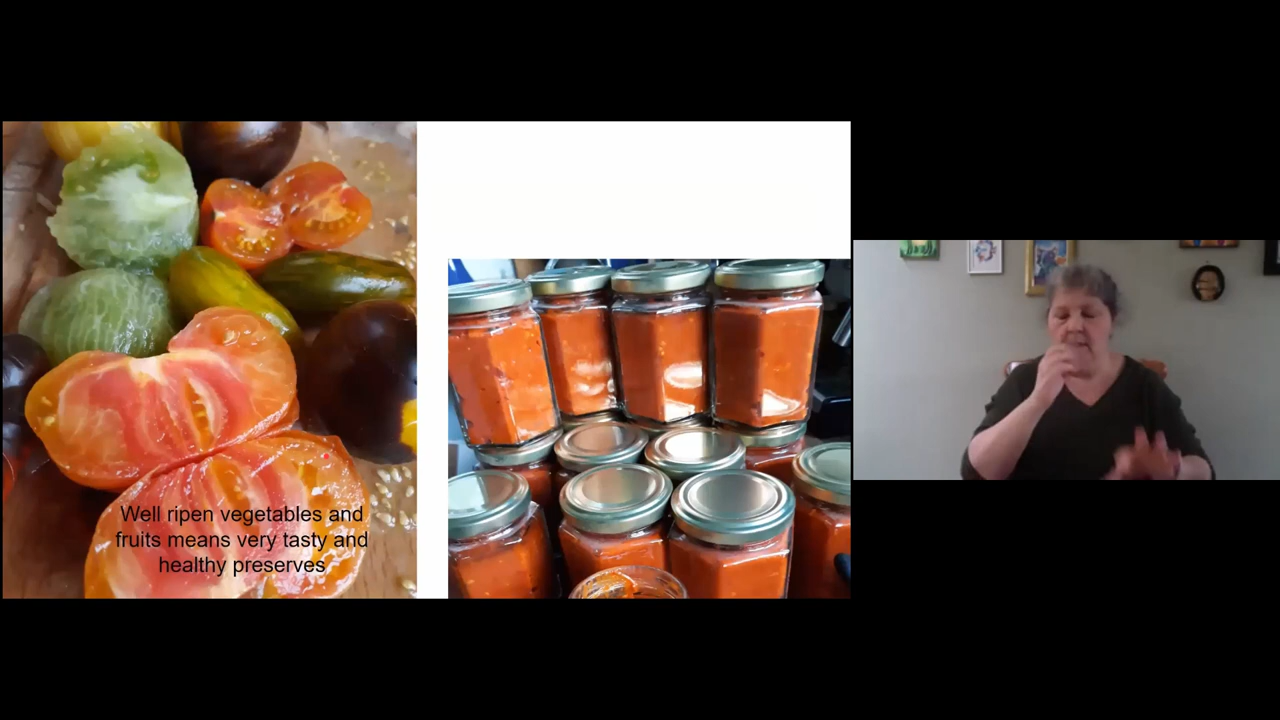 Well ripen vegetables and
fruits means very tasty and
healthy preserves